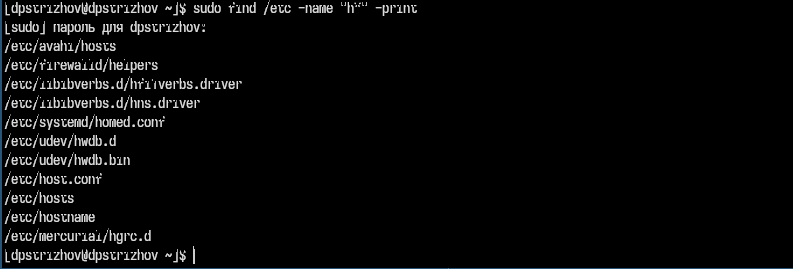 [dpstrizhov@dpstrizhov ~]$ sudo find /etc -name "h*" -print
[sudo] пароль для dpstrizhov:
/etc/avahi/hosts
/etc/firewalld/helpers
/etc/libibverbs.d/hfi1verbs.driver
/etc/libibverbs.d/hns.driver
/etc/systemd/homed.conf
/etc/udev/hwdb.d
/etc/udev/hwdb.bin
/etc/host.conf
/etc/hosts
/etc/hostname
/etc/mercurial/hgrc.d
[dpstrizhov@dpstrizhov ~]$